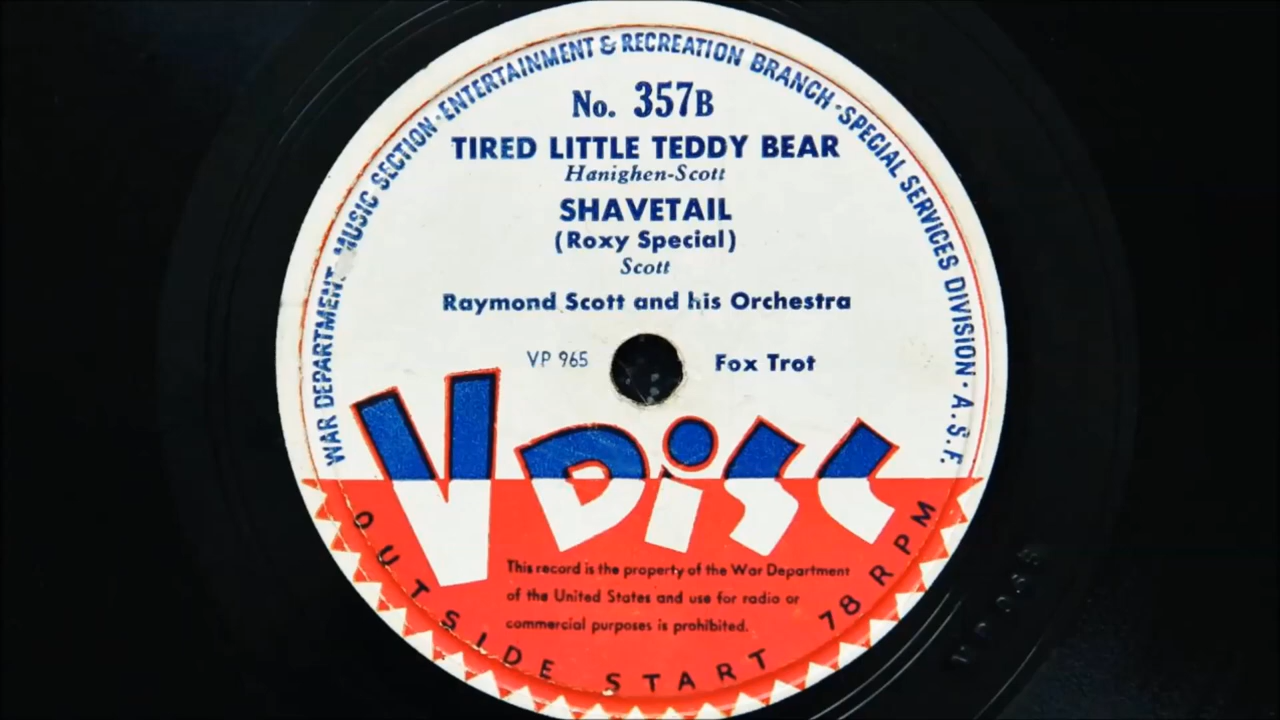 WAR DEPARTMENT·MUSIC SECTION·ENTERTAINMENT & RECREATION BRANCH·SPECIAL SERVICES DIVISION·A.S.F.
No. 357B
TIRED LITTLE TEDDY BEAR
Hanighen-Scott
SHAVETAIL
(Roxy Special)
Scott
Raymond Scott and his Orchestra
VP 965 Fox Trot
V DiSC
This record is the property of the War Department
of the United States and use for radio or
commercial purposes is prohibited.
OUTSIDE START 78 RPM